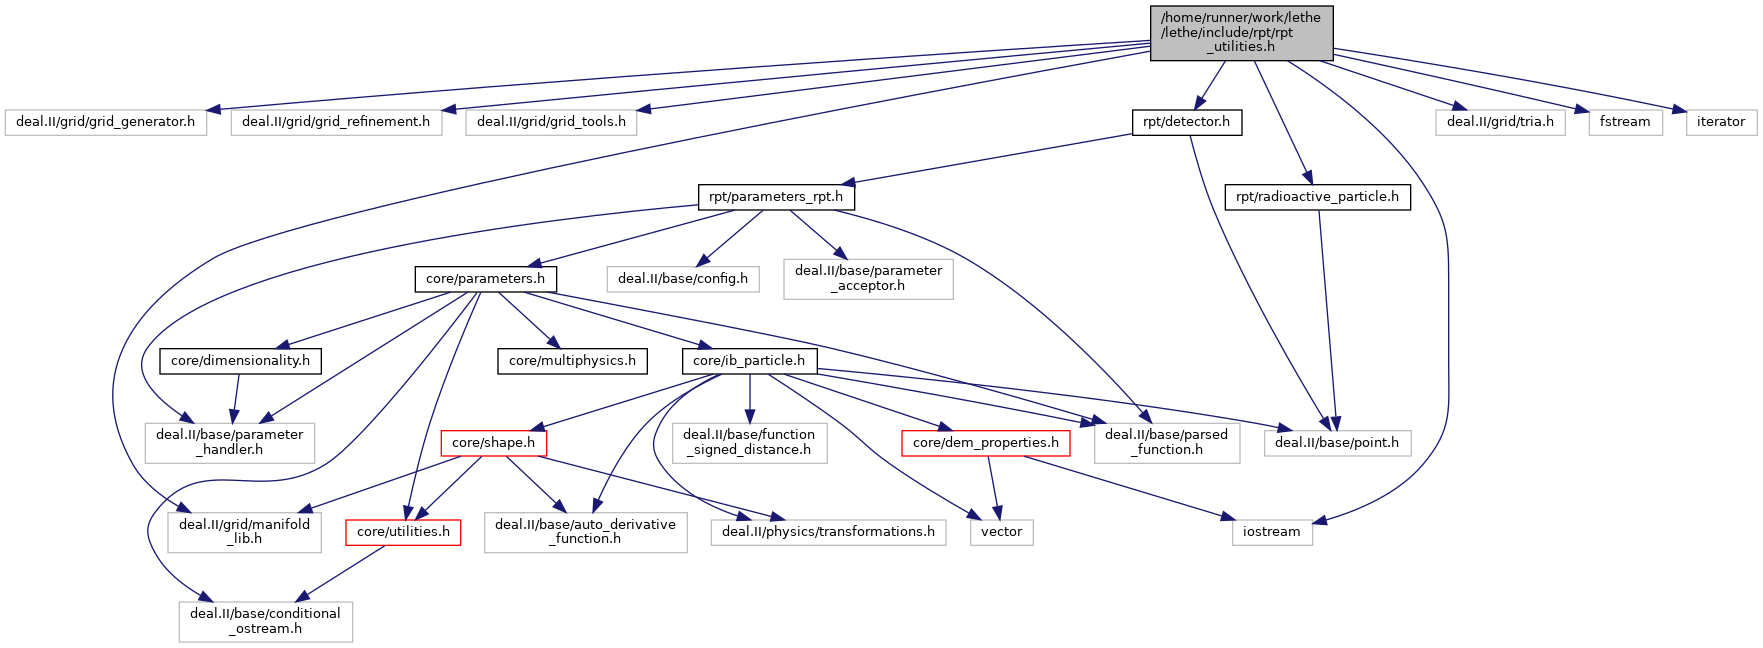 /home/runner/work/lethe
/lethe/include/rpt/rpt
_utilities.h
deal.II/grid/grid_generator.h
deal.II/grid/grid_refinement.h
deal.II/grid/grid_tools.h
rpt/detector.h
deal.II/grid/tria.h
fstream
iterator
rpt/parameters_rpt.h
rpt/radioactive_particle.h
core/parameters.h
deal.II/base/config.h
deal.II/base/parameter
_acceptor.h
core/dimensionality.h
core/multiphysics.h
core/ib_particle.h
deal.II/base/parameter
_handler.h
core/shape.h
deal.II/base/function
_signed_distance.h
core/dem_properties.h
deal.II/base/parsed
_function.h
deal.II/base/point.h
deal.II/grid/manifold
_lib.h
core/utilities.h
deal.II/base/auto_derivative
_function.h
deal.II/physics/transformations.h
vector
iostream
deal.II/base/conditional
_ostream.h